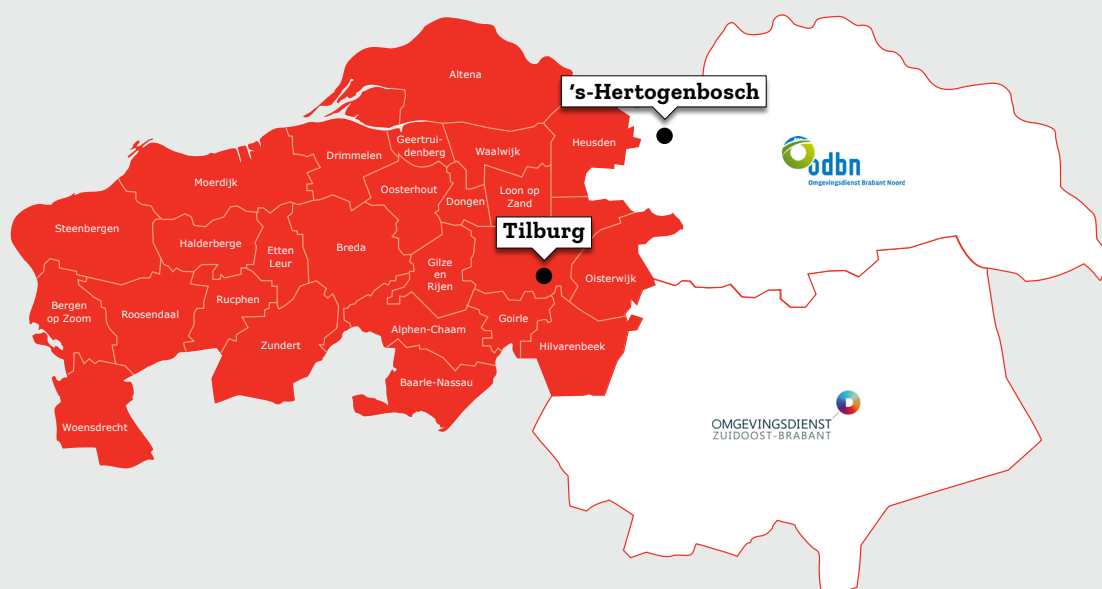 Altena
's-Hertogenbosch
Geertrui-
denberg
Waalwijk
Heusden
Drimmelen
odbn
Omgevingsdienst Brabant Noord
Moerdijk
Oosterhout
Dongen
Loon op
Zand
Steenbergen
Halderberge
Etten
Leur
Breda
Tilburg
Gilze
en
Rijen
Oisterwijk
Bergen
op Zoom
Roosendaal
Rucphen
Zundert
Alphen-Chaam
Goirle
Hilvarenbeek
Baarle-Nassau
Woensdrecht
D
OMGEVINGSDIENST
ZUIDOOST-BRABANT